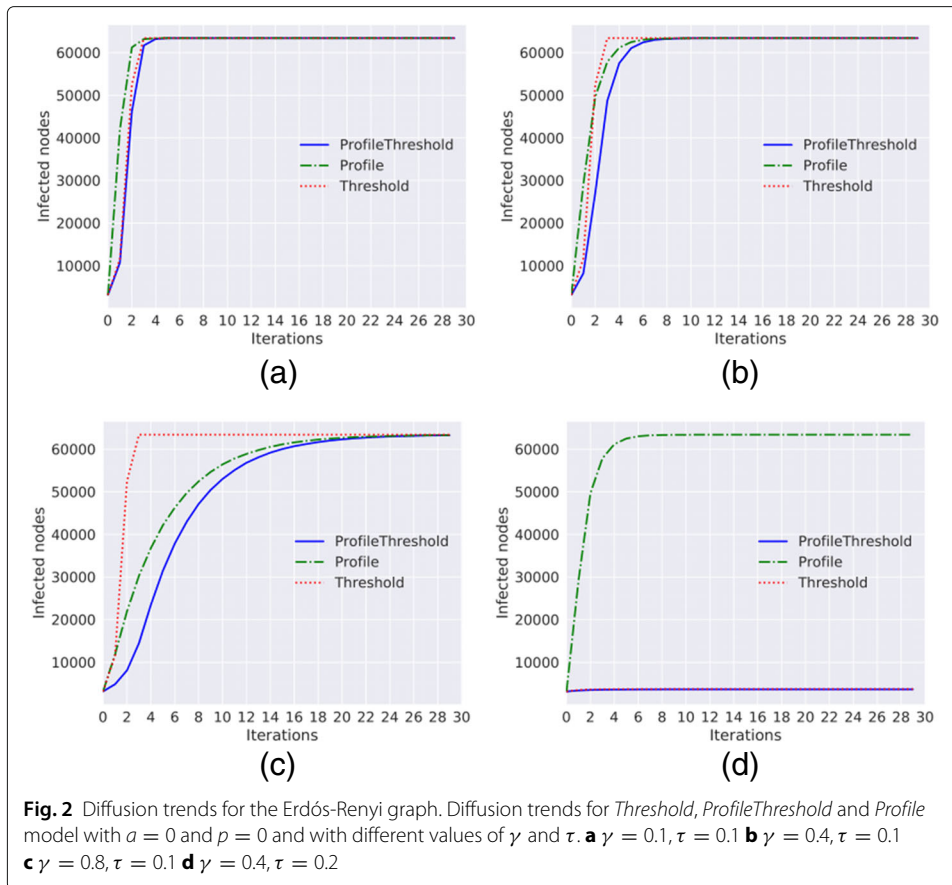 60000
50000
40000
30000
20000
10000
Infected nodes
ProfileThreshold
Profile
Threshold
0 2 4 6 8 10 12 14 16 18 20 22 24 26 28 30
Iterations
(a)
60000
50000
40000
30000
20000
10000
Infected nodes
ProfileThreshold
Profile
Threshold
0 2 4 6 8 10 12 14 16 18 20 22 24 26 28 30
Iterations
(b)
60000
50000
40000
30000
20000
10000
Infected nodes
ProfileThreshold
Profile
Threshold
0 2 4 6 8 10 12 14 16 18 20 22 24 26 28 30
Iterations
(c)
60000
50000
40000
30000
20000
10000
Infected nodes
ProfileThreshold
Profile
Threshold
0 2 4 6 8 10 12 14 16 18 20 22 24 26 28 30
Iterations
(d)
Fig. 2 Diffusion trends for the Erdós-Renyi graph. Diffusion trends for Threshold, ProfileThreshold and Profile
model with a = 0 and p = 0 and with different values of γ and τ. a γ = 0.1, τ = 0.1 b γ = 0.4, τ = 0.1
c γ = 0.8, τ = 0.1 d γ = 0.4, τ = 0.2